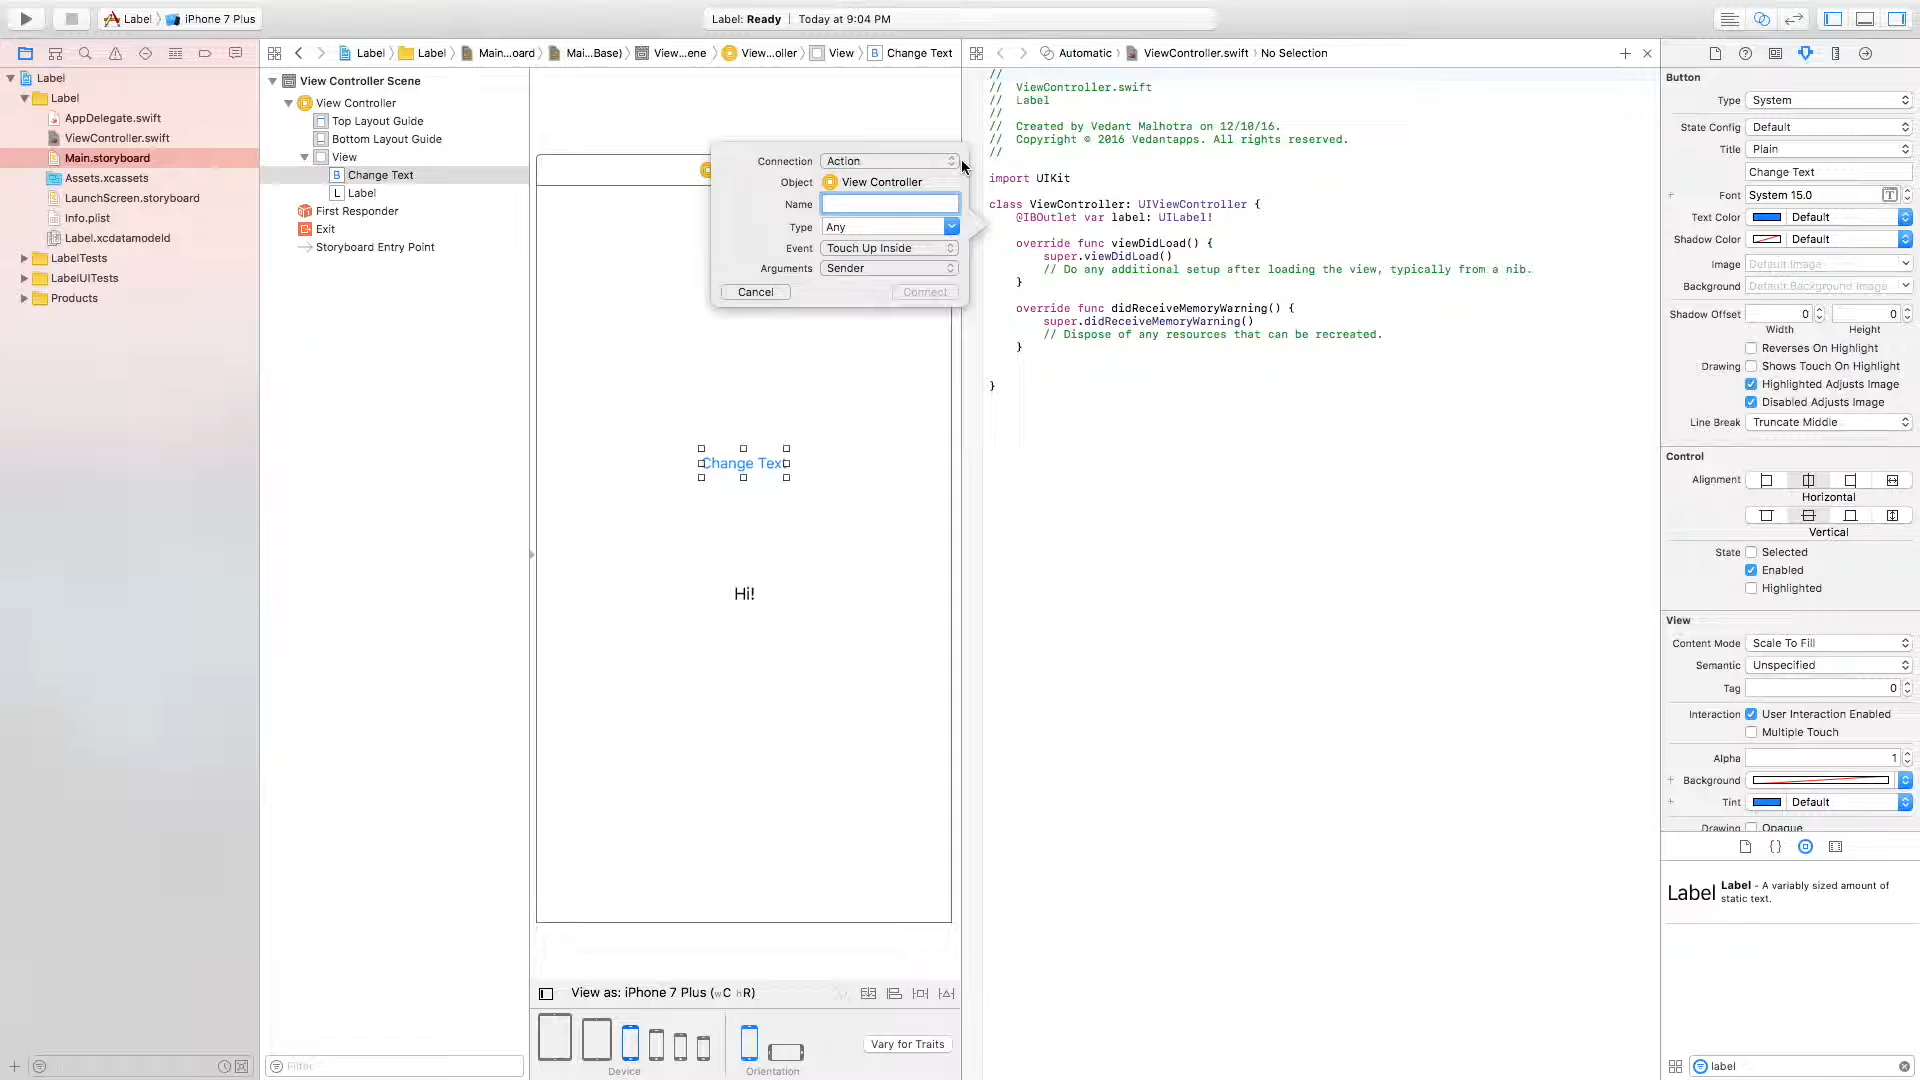 Label
iPhone 7 Plus
Label: Ready
Today at 9:04 PM
Label
Label
Main...oard
Mai...Base)
View...ene
View...oller
View
B
Change Text
Automatic
ViewController.swift
No Selection
Label
Label
AppDelegate.swift
ViewController.swift
Main.storyboard
Assets.xcassets
LaunchScreen.storyboard
Info.plist
Label.xcdatamodeld
LabelTests
LabelUITests
Products
View Controller Scene
View Controller
Top Layout Guide
Bottom Layout Guide
View
B Change Text
L Label
First Responder
Exit
Storyboard Entry Point
Filter
Connection Action
Object View Controller
Name
Type Any
Event Touch Up Inside
Arguments Sender
Cancel
Connect
Change Text
Hi!
View as: iPhone 7 Plus (wC hR)
Device
Orientation
Vary for Traits
//
// ViewController.swift
// Label
//
// Created by Vedant Malhotra on 12/10/16.
// Copyright © 2016 Vedantapps. All rights reserved.
//
import UIKit
class ViewController: UIViewController {
@IBOutlet var label: UILabel!
override func viewDidLoad() {
super.viewDidLoad()
// Do any additional setup after loading the view, typically from a nib.
}
override func didReceiveMemoryWarning() {
super.didReceiveMemoryWarning()
// Dispose of any resources that can be recreated.
}
}
Button
Type System
State Config Default
Title Plain
Change Text
Font System 15.0 T
Text Color Default
Shadow Color Default
Image Default Image
Background Default Background Image
Shadow Offset 0 0
Width Height
Reverses On Highlight
Drawing Shows Touch On Highlight
Highlighted Adjusts Image
Disabled Adjusts Image
Line Break Truncate Middle
Control
Alignment
Horizontal
Vertical
State Selected
Enabled
Highlighted
View
Content Mode Scale To Fill
Semantic Unspecified
Tag 0
Interaction User Interaction Enabled
Multiple Touch
Alpha 1
Background
Tint Default
Drawing Opaque
{}
Label
Label - A variably sized amount of
static text.
label